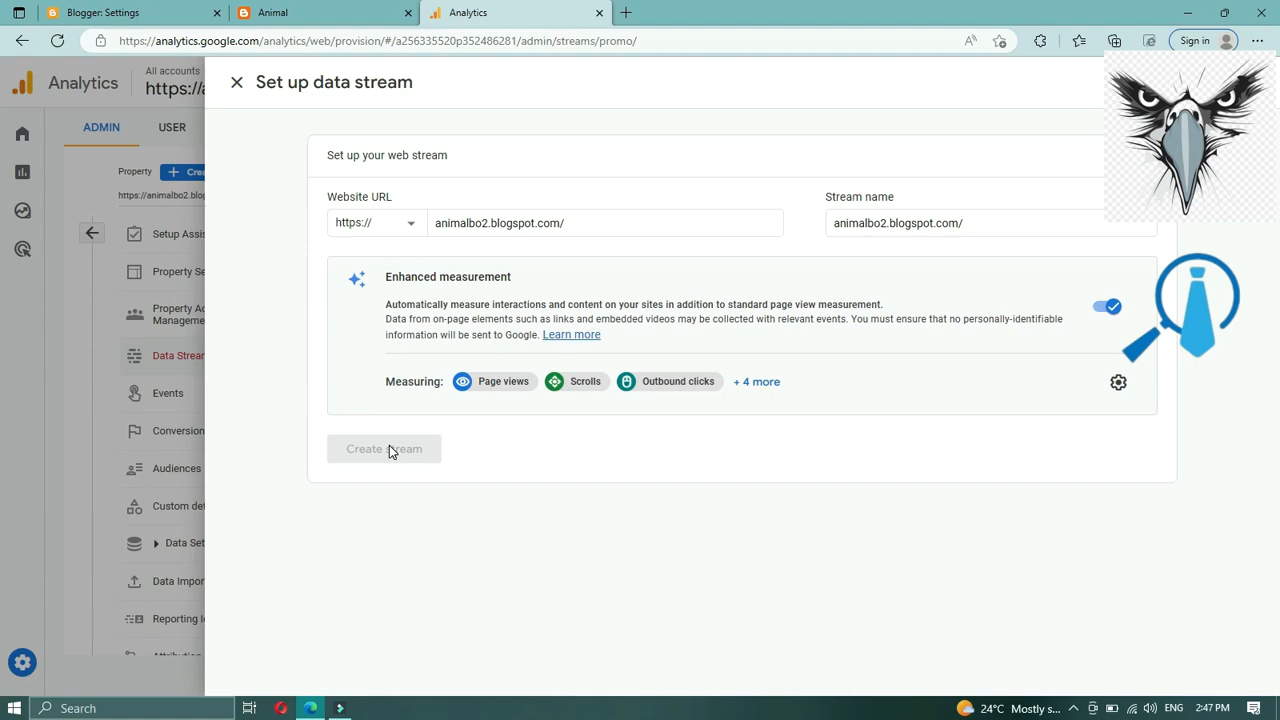 Blogger: Settings
Animal
Analytics
https://analytics.google.com/analytics/web/provision/#/a256335520p352486281/admin/streams/promo/
Sign in
Analytics
All accounts
https://
Set up data stream
ADMIN
USER
Property
Crea
https://animalbo2.blog
Setup Assis
Property Se
Property Ac
Management
Data Stream
Events
Conversion
Audiences
Custom def
Data Set
Data Impor
Reporting Id
Set up your web stream
Website URL
Stream name
https://
animalbo2.blogspot.com/
animalbo2.blogspot.com/
Enhanced measurement
Automatically measure interactions and content on your sites in addition to standard page view measurement.
Data from on-page elements such as links and embedded videos may be collected with relevant events. You must ensure that no personally-identifiable
information will be sent to Google. Learn more
Measuring:
Page views
Scrolls
Outbound clicks
+ 4 more
Create stream
Search
24°C Mostly s...
ENG
2:47 PM